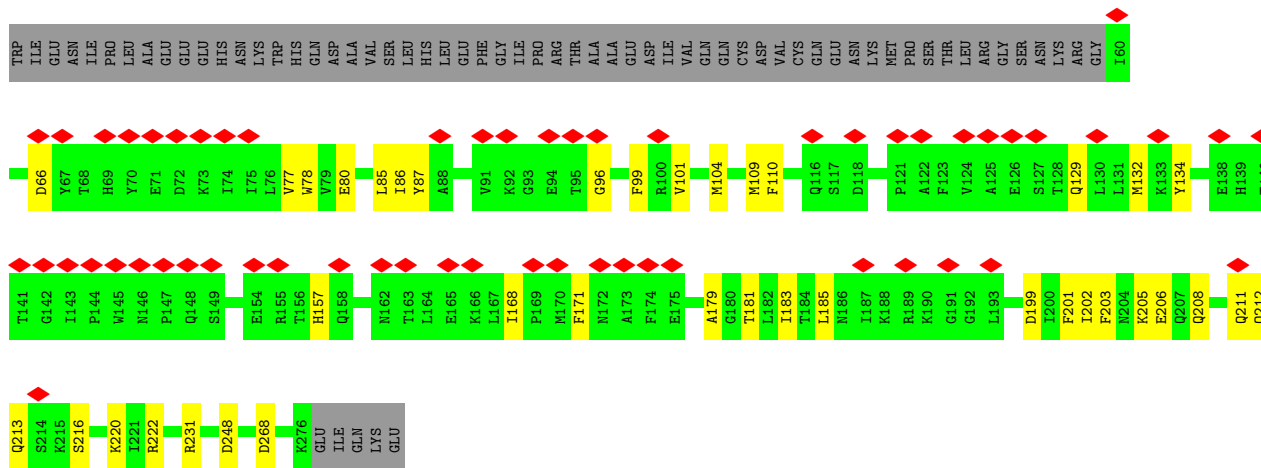 TRP ILE GLU ASN ILE PRO LEU ALA GLU GLU GLU HIS ASN LYS TRP HIS GLN ASP ALA VAL SER LEU HIS LEU GLU PHE GLY ILE PRO ARG THR ALA ALA GLU ASP ILE VAL GLN GLN CYS ASP VAL CYS GLN GLU ASN LYS MET PRO SER THR LEU ARG GLY SER ASN LYS ARG GLY I60
D66 Y67 T68 H69 Y70 E71 D72 K73 I74 I75 L76 V77 W78 V79 E80 L85 I86 Y87 A88 V91 K92 G93 E94 T95 G96 F99 R100 V101 M104 M109 F110 Q116 S117 D118 P121 A122 F123 V124 A125 E126 S127 T128 Q129 L130 L131 M132 K133 Y134 E138 H139
T141 G142 I143 P144 W145 N146 P147 Q148 S149 E154 R155 T156 H157 Q158 N162 T163 L164 E165 K166 L167 I168 P169 M170 F171 N172 A173 F174 E175 A179 G180 T181 L182 I183 T184 L185 N186 I187 K188 R189 K190 G191 G192 L193 D199 I200 F201 I202 F203 N204 K205 E206 Q207 Q208 Q211
Q213 S214 K215 S216 K220 I221 R222 R231 D248 D268 K276 GLU ILE GLN LYS GLU